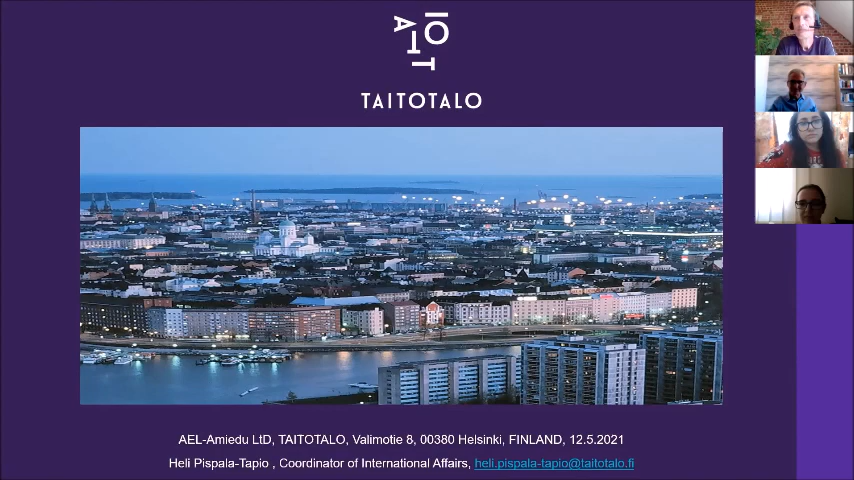 TAITOTALO
AEL-Amiedu LtD, TAITOTALO, Valimotie 8, 00380 Helsinki, FINLAND, 12.5.2021
Heli Pispala-Tapio , Coordinator of International Affairs, heli.pispala-tapio@taitotalo.fi